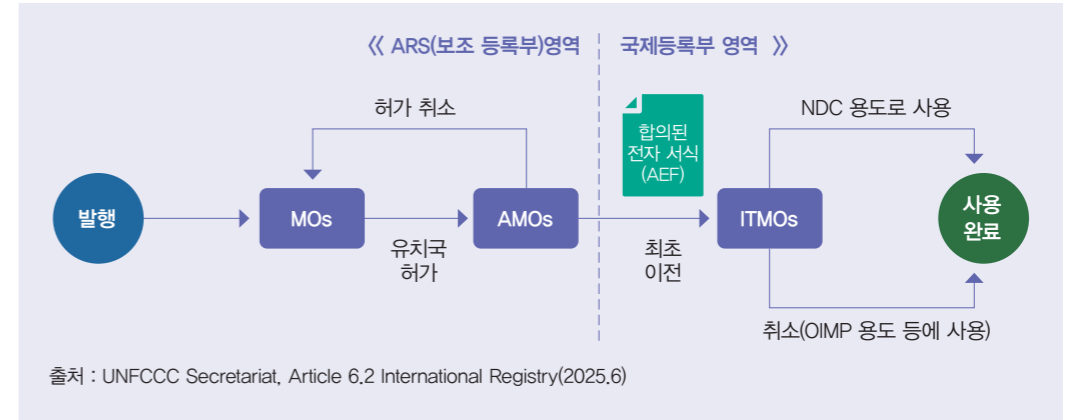 《 ARS(보조 등록부)영역
국제등록부 영역 》
허가 취소
합의된
전자 서식
(AEF)
NDC 용도로 사용
발행
MOs
유치국
허가
AMOs
최초
이전
ITMOs
사용
완료
취소(OIMP 용도 등에 사용)
출처 : UNFCCC Secretariat, Article 6.2 International Registry(2025.6)